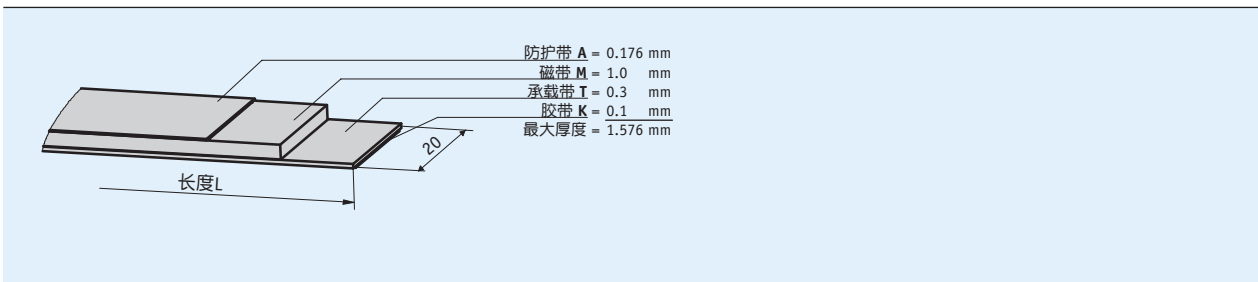 防护带 A = 0.176 mm
磁带 M = 1.0 mm
承载带 T = 0.3 mm
胶带 K = 0.1 mm
最大厚度 = 1.576 mm
20
长度L